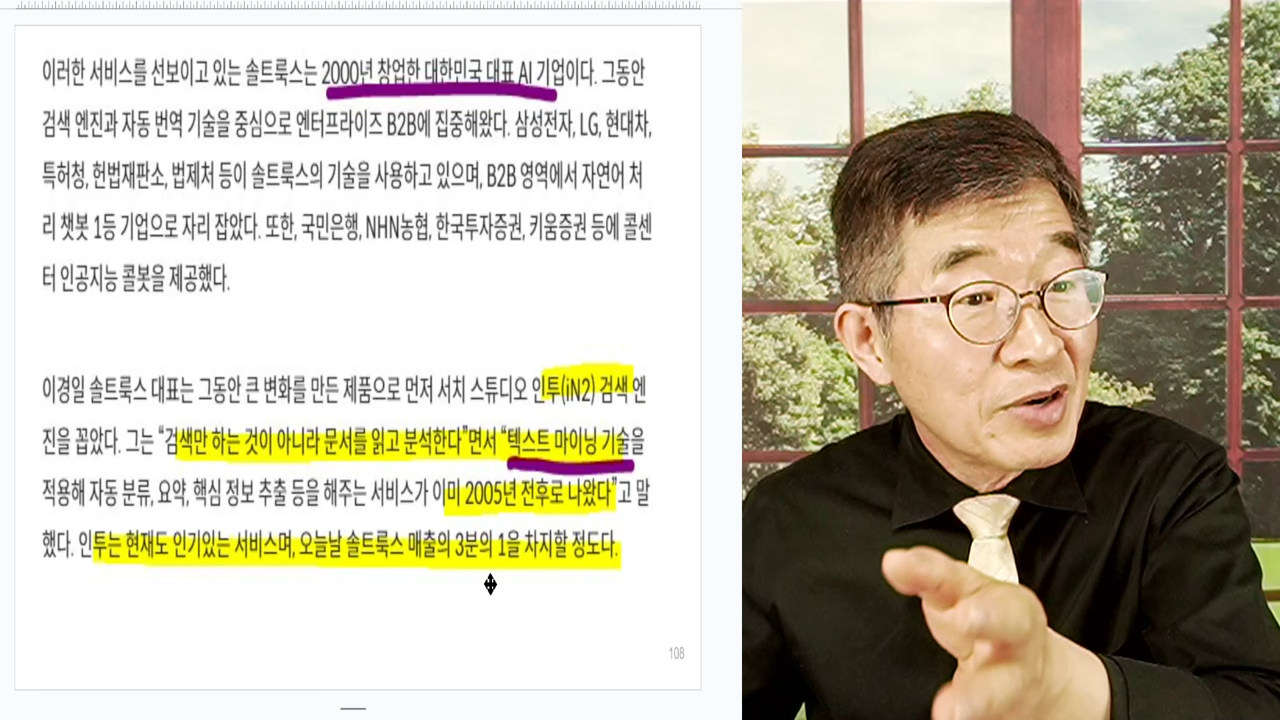 이러한 서비스를 선보이고 있는 솔트룩스는 2000년 창업한 대한민국 대표 AI 기업이다. 그동안
검색 엔진과 자동 번역 기술을 중심으로 엔터프라이즈 B2B에 집중해왔다. 삼성전자, LG, 현대차,
특허청, 헌법재판소, 법제처 등이 솔트룩스의 기술을 사용하고 있으며, B2B 영역에서 자연어 처
리 챗봇 1등 기업으로 자리 잡았다. 또한, 국민은행, NHN농협, 한국투자증권, 키움증권 등에 콜센
터 인공지능 콜봇을 제공했다.
이경일 솔트룩스 대표는 그동안 큰 변화를 만든 제품으로 먼저 서치 스튜디오 인투(iN2) 검색 엔
진을 꼽았다. 그는 “검색만 하는 것이 아니라 문서를 읽고 분석한다”면서 “텍스트 마이닝 기술을
적용해 자동 분류, 요약, 핵심 정보 추출 등을 해주는 서비스가 이미 2005년 전후로 나왔다”고 말
했다. 인투는 현재도 인기있는 서비스며, 오늘날 솔트룩스 매출의 3분의 1을 차지할 정도다.
108